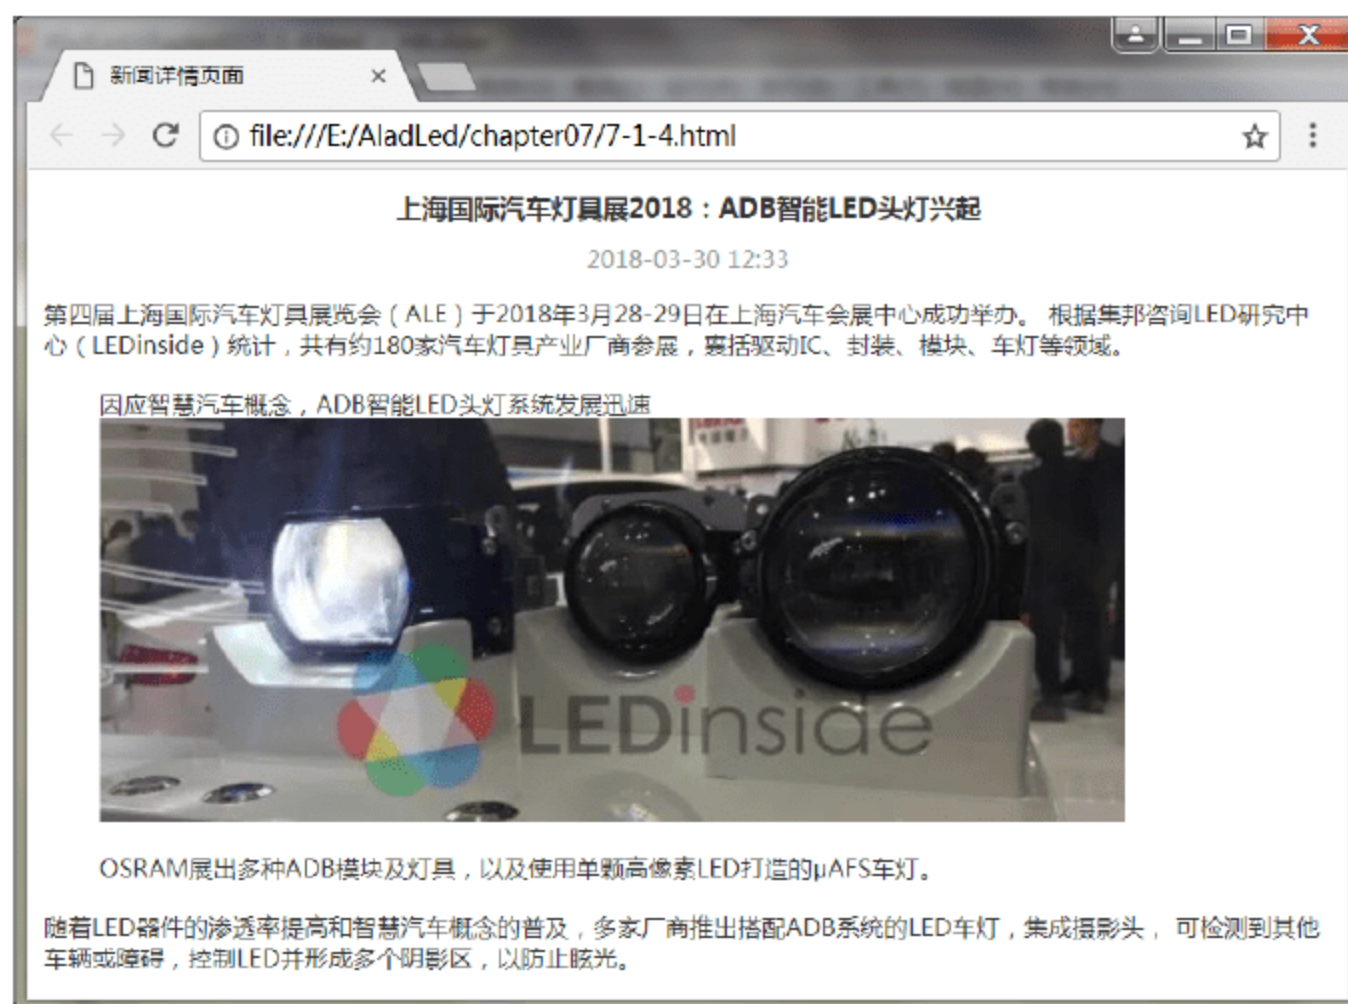 新闻详情页面
file:///E:/AladLed/chapter07/7-1-4.html
上海国际汽车灯具展2018：ADB智能LED头灯兴起
2018-03-30 12:33
第四届上海国际汽车灯具展览会（ALE）于2018年3月28-29日在上海汽车会展中心成功举办。 根据集邦咨询LED研究中
心（LEDinside）统计，共有约180家汽车灯具产业厂商参展，囊括驱动IC、封装、模块、车灯等领域。
因应智慧汽车概念，ADB智能LED头灯系统发展迅速
LEDinside
OSRAM展出多种ADB模块及灯具，以及使用单颗高像素LED打造的μAFS车灯。
随着LED器件的渗透率提高和智慧汽车概念的普及，多家厂商推出搭配ADB系统的LED车灯，集成摄影头， 可检测到其他
车辆或障碍，控制LED并形成多个阴影区，以防止眩光。